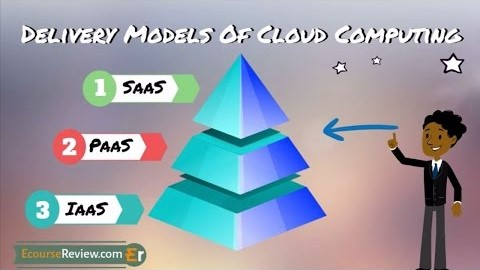 Delivery Models Of Cloud Computing
1 SaaS
2 PaaS
3 IaaS
EcourseReview.com Er